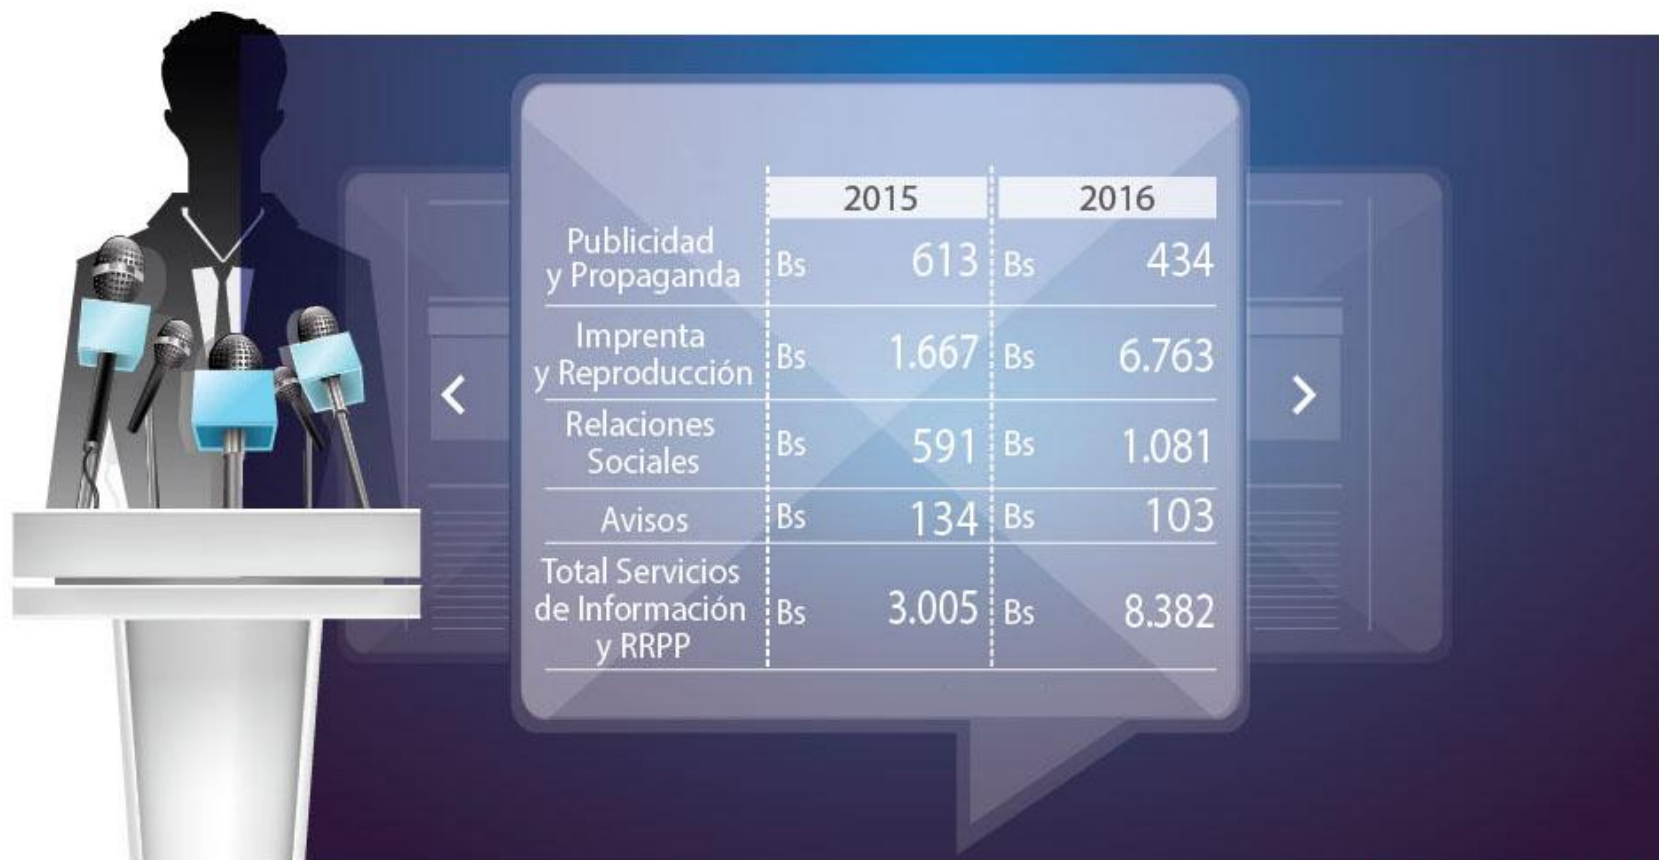 2015 2016
Publicidad
y Propaganda Bs 613 Bs 434
Imprenta
y Reproducción Bs 1.667 Bs 6.763
Relaciones
Sociales Bs 591 Bs 1.081
Avisos Bs 134 Bs 103
Total Servicios
de Información Bs 3.005 Bs 8.382
y RRPP